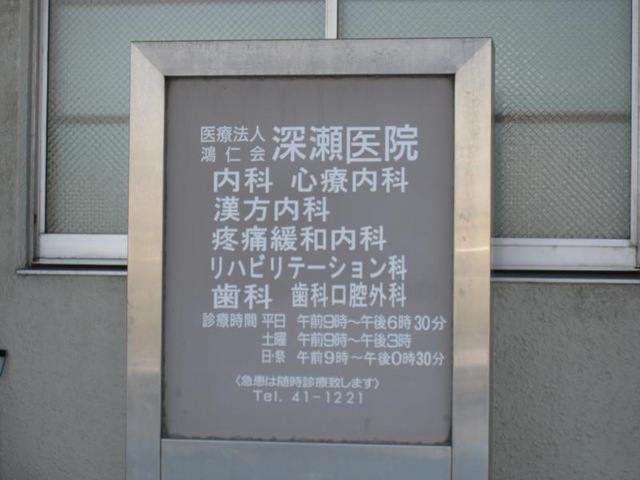 医療法人
鴻仁会 深瀬医院
内科 心療内科
漢方内科
疼痛緩和内科
リハビリテーション科
歯科 歯科口腔外科
診療時間 平日 午前9時~午後6時30分
土曜 午前9時~午後3時
日・祭 午前9時~午後0時30分
〈急患は随時診療致します〉
Tel. 41-1221